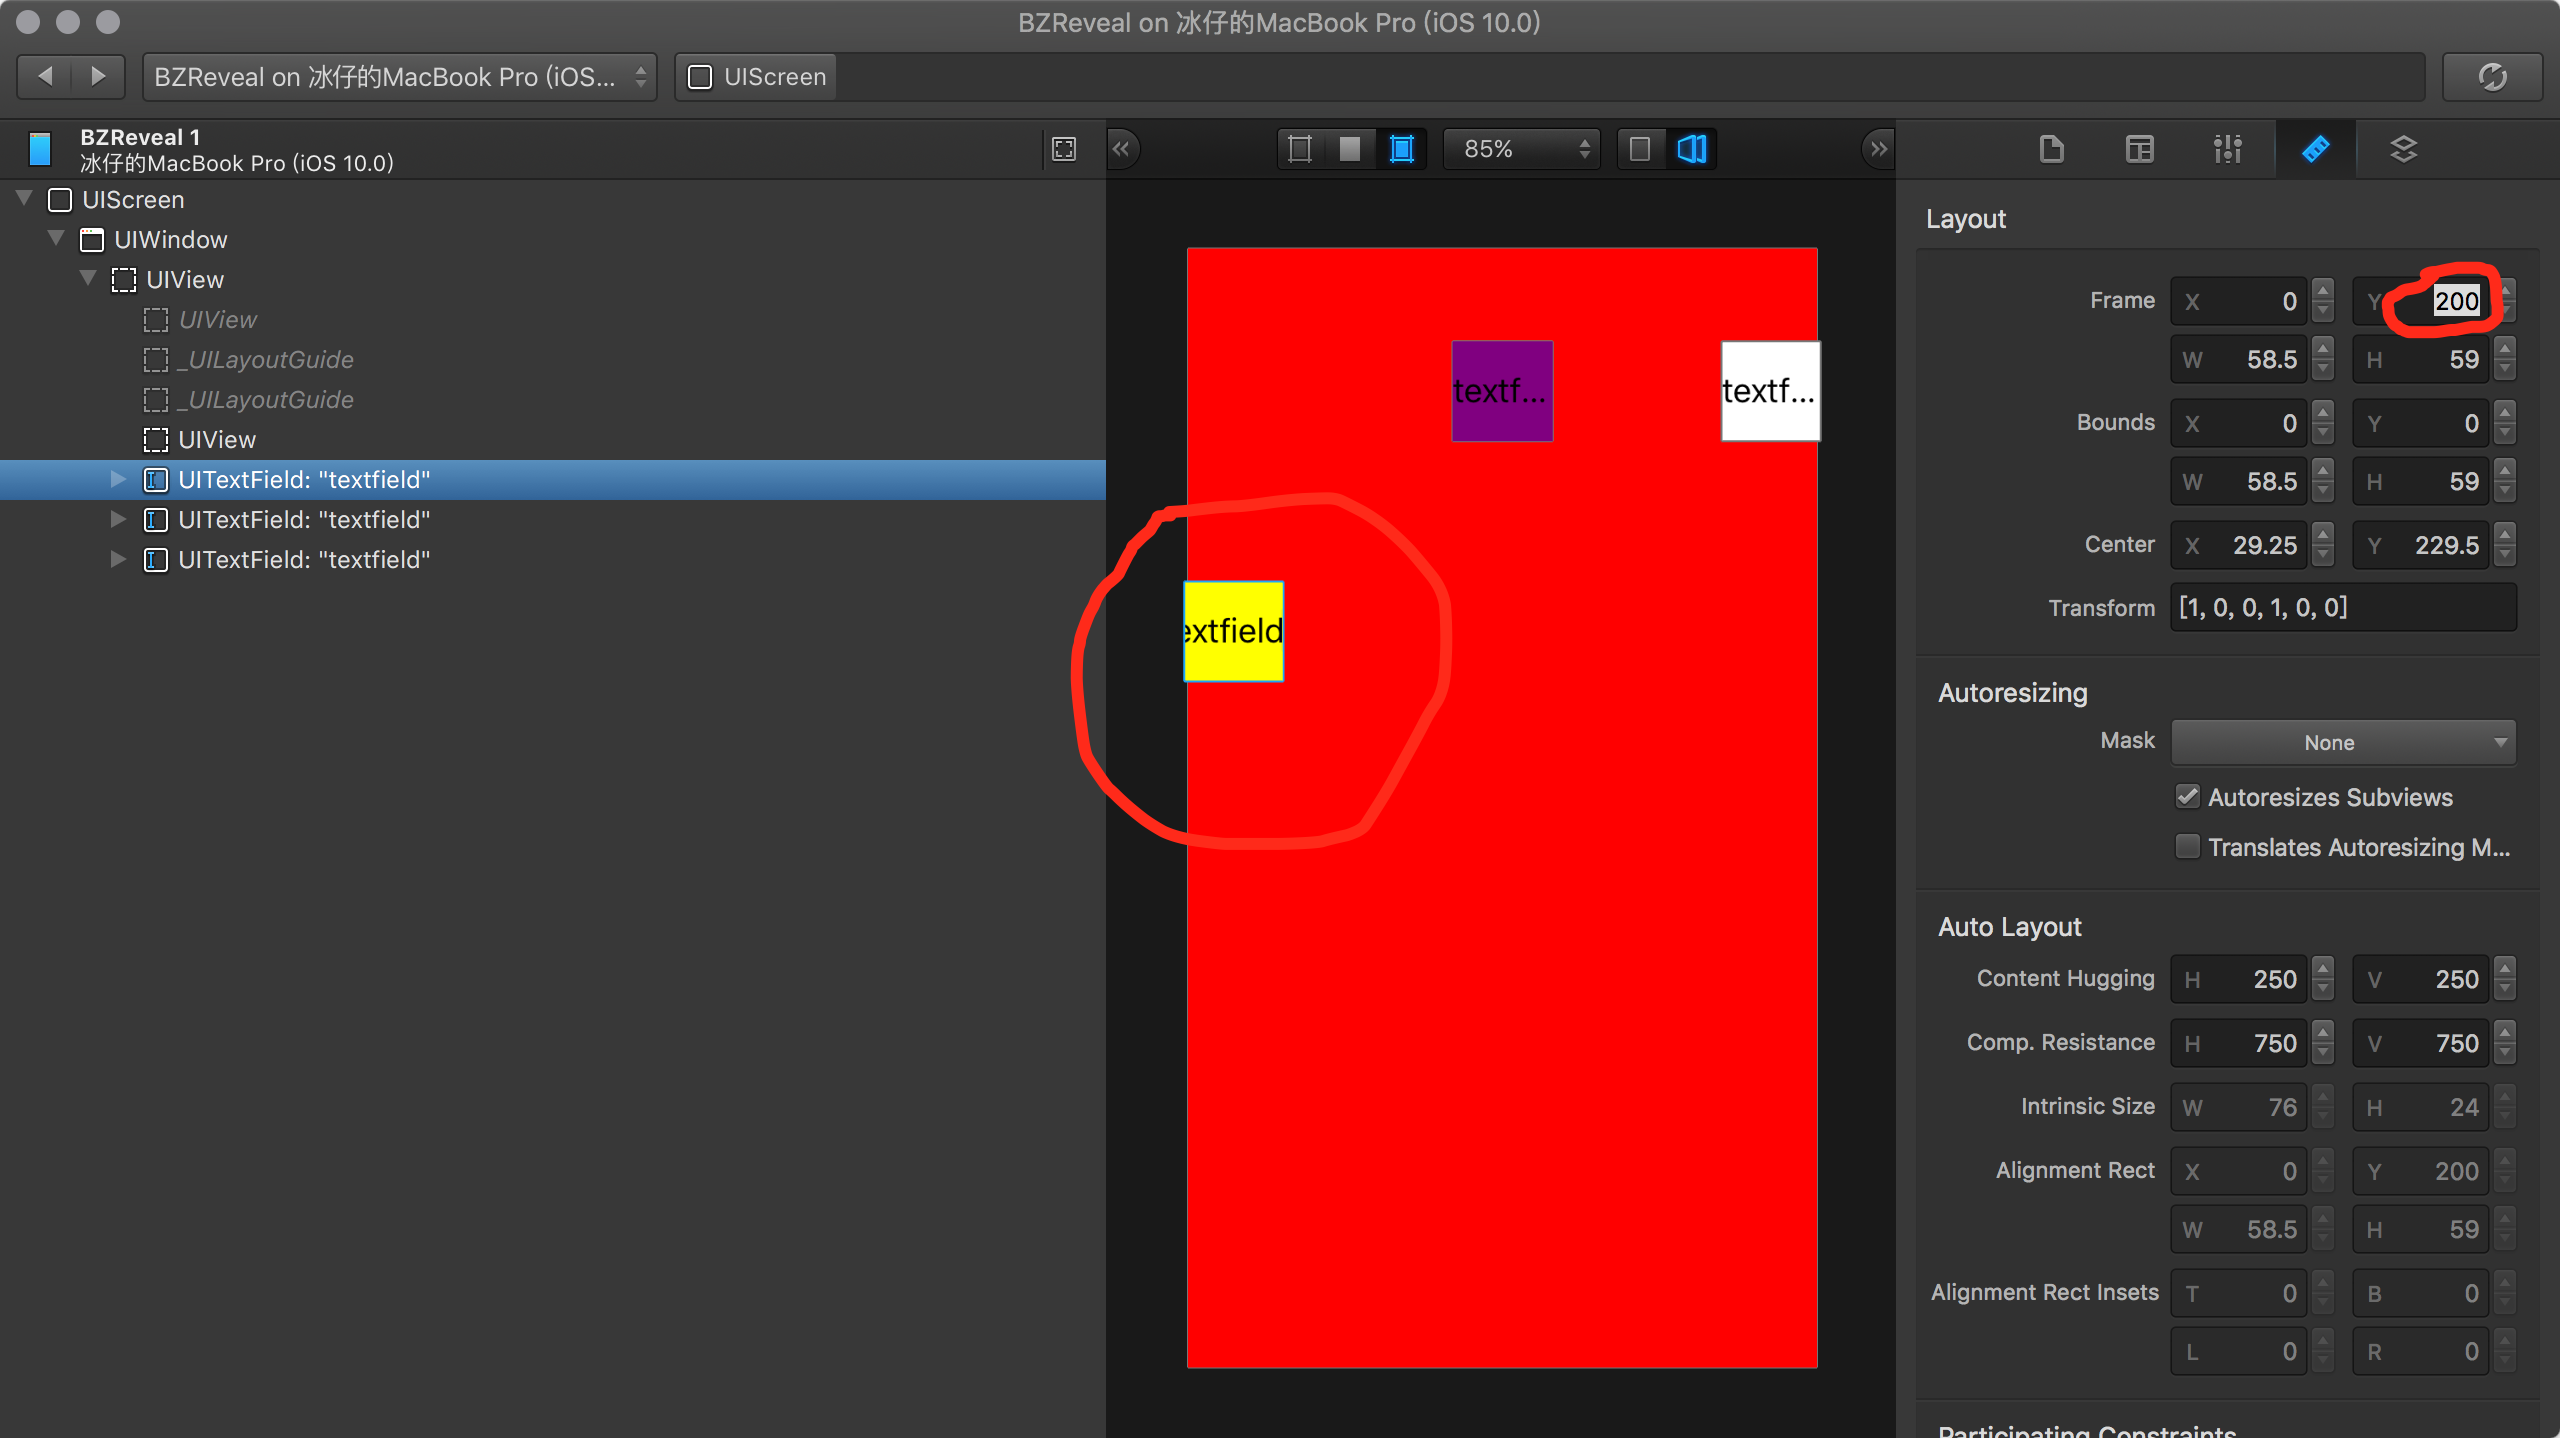 BZReveal on 冰仔的MacBook Pro (iOS 10.0)
BZReveal on 冰仔的MacBook Pro (iOS...
UIScreen
BZReveal 1
冰仔的MacBook Pro (iOS 10.0)
85%
UIScreen
UIWindow
UIView
UIView
_UILayoutGuide
_UILayoutGuide
UIView
UITextField: "textfield"
UITextField: "textfield"
UITextField: "textfield"
textf...
textf...
extfield
Layout
Frame X 0 Y 200
W 58.5 H 59
Bounds X 0 Y 0
W 58.5 H 59
Center X 29.25 Y 229.5
Transform [1, 0, 0, 1, 0, 0]
Autoresizing
Mask None
Autoresizes Subviews
Translates Autoresizing M...
Auto Layout
Content Hugging H 250 V 250
Comp. Resistance H 750 V 750
Intrinsic Size W 76 H 24
Alignment Rect X 0 Y 200
W 58.5 H 59
Alignment Rect Insets T 0 B 0
L 0 R 0
Participating Constraints